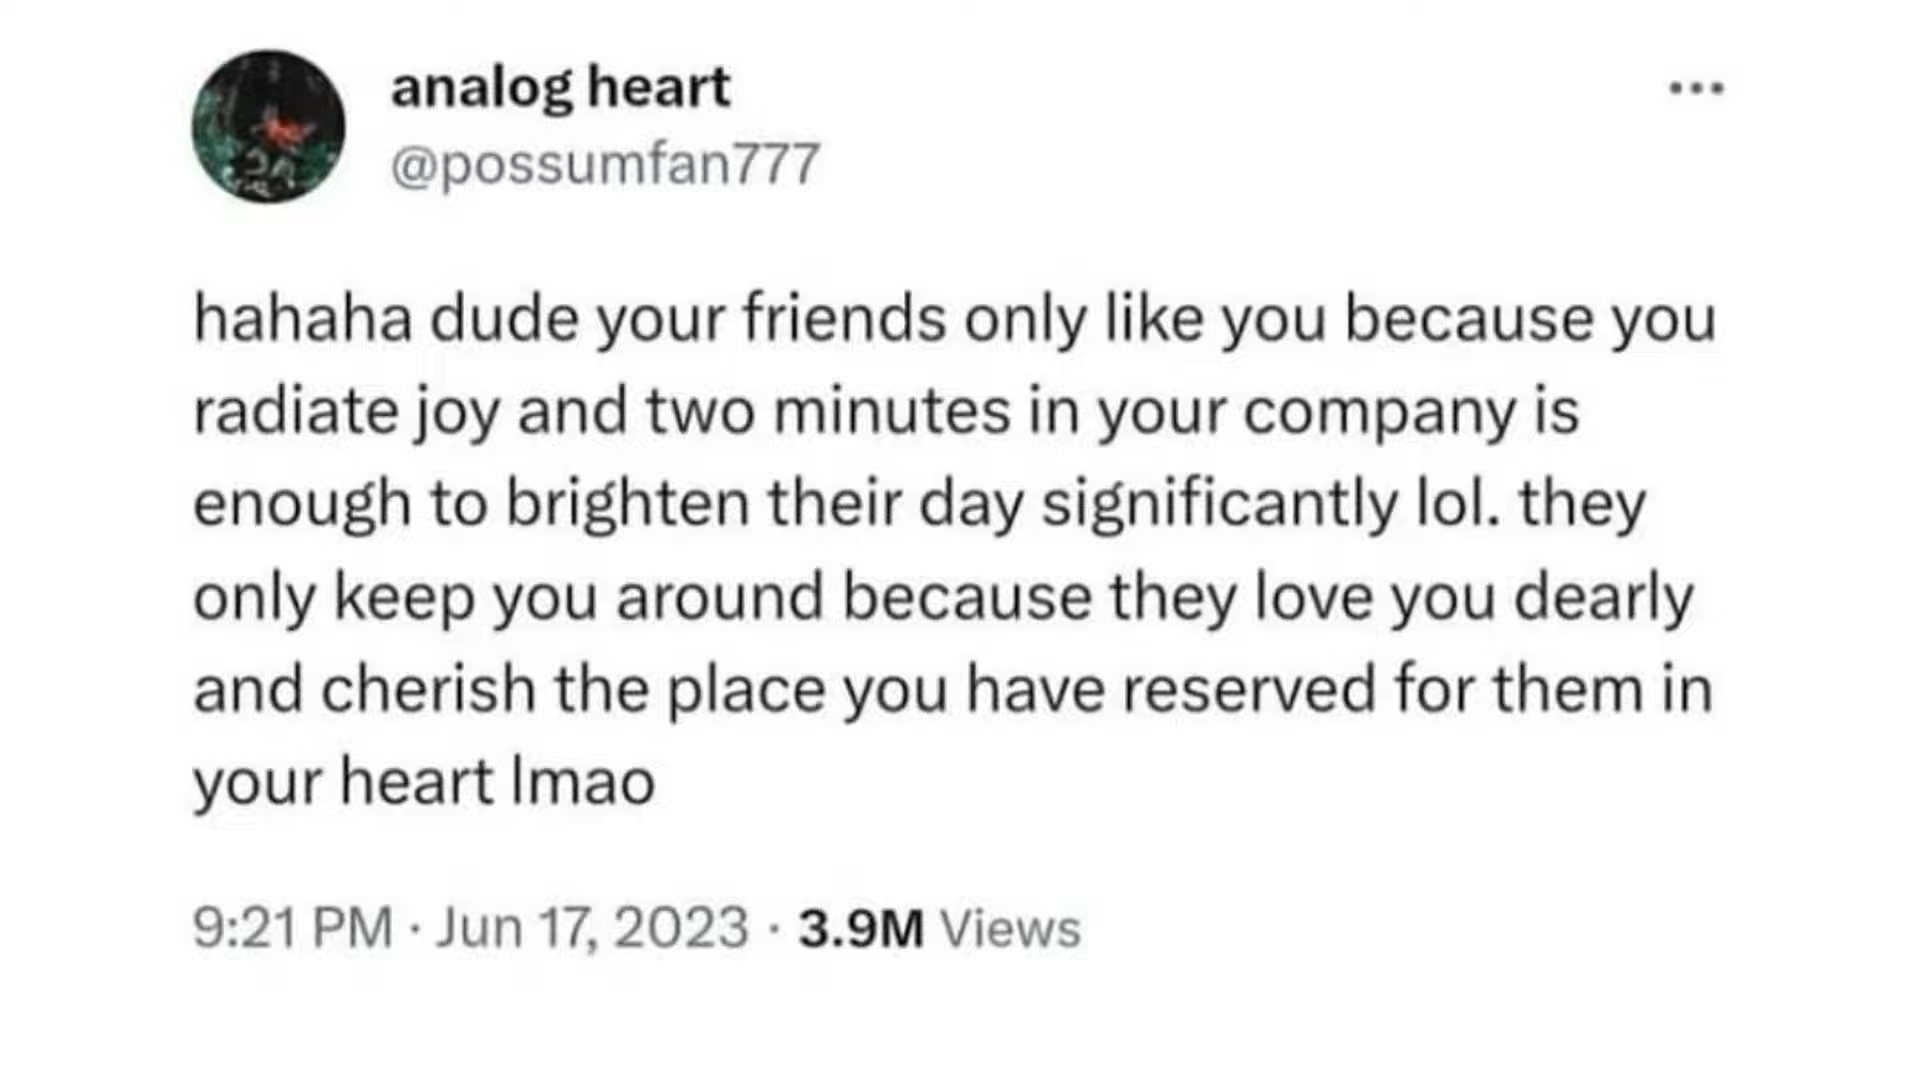 analog heart
@possumfan777
hahaha dude your friends only like you because you
radiate joy and two minutes in your company is
enough to brighten their day significantly lol. they
only keep you around because they love you dearly
and cherish the place you have reserved for them in
your heart lmao
9:21 PM · Jun 17, 2023 · 3.9M Views